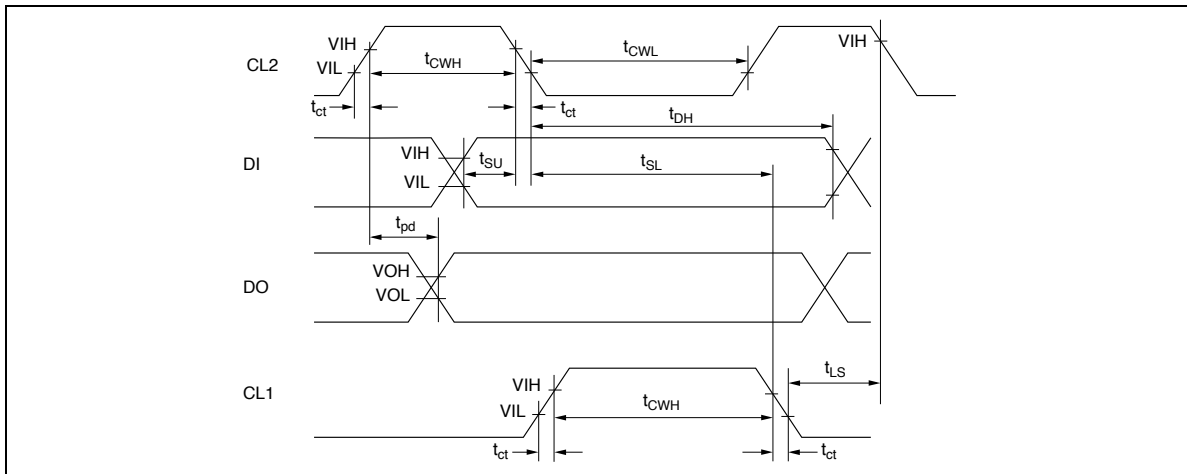 VIH
VIL
CL2
tct
tCWH
tct
tCWL
VIH
tDH
DI
VIH
VIL
tSU
tSL
tpd
DO
VOH
VOL
CL1
VIH
VIL
tct
tCWH
tLS
tct